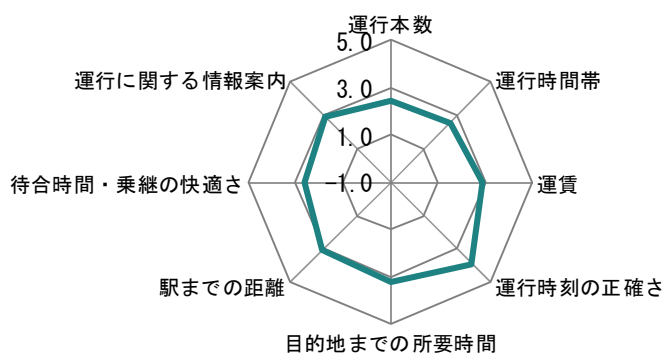 運行本数
5.0
運行に関する情報案内
運行時間帯
3.0
1.0
待合時間・乗継の快適さ
-1.0
運賃
駅までの距離
運行時刻の正確さ
目的地までの所要時間